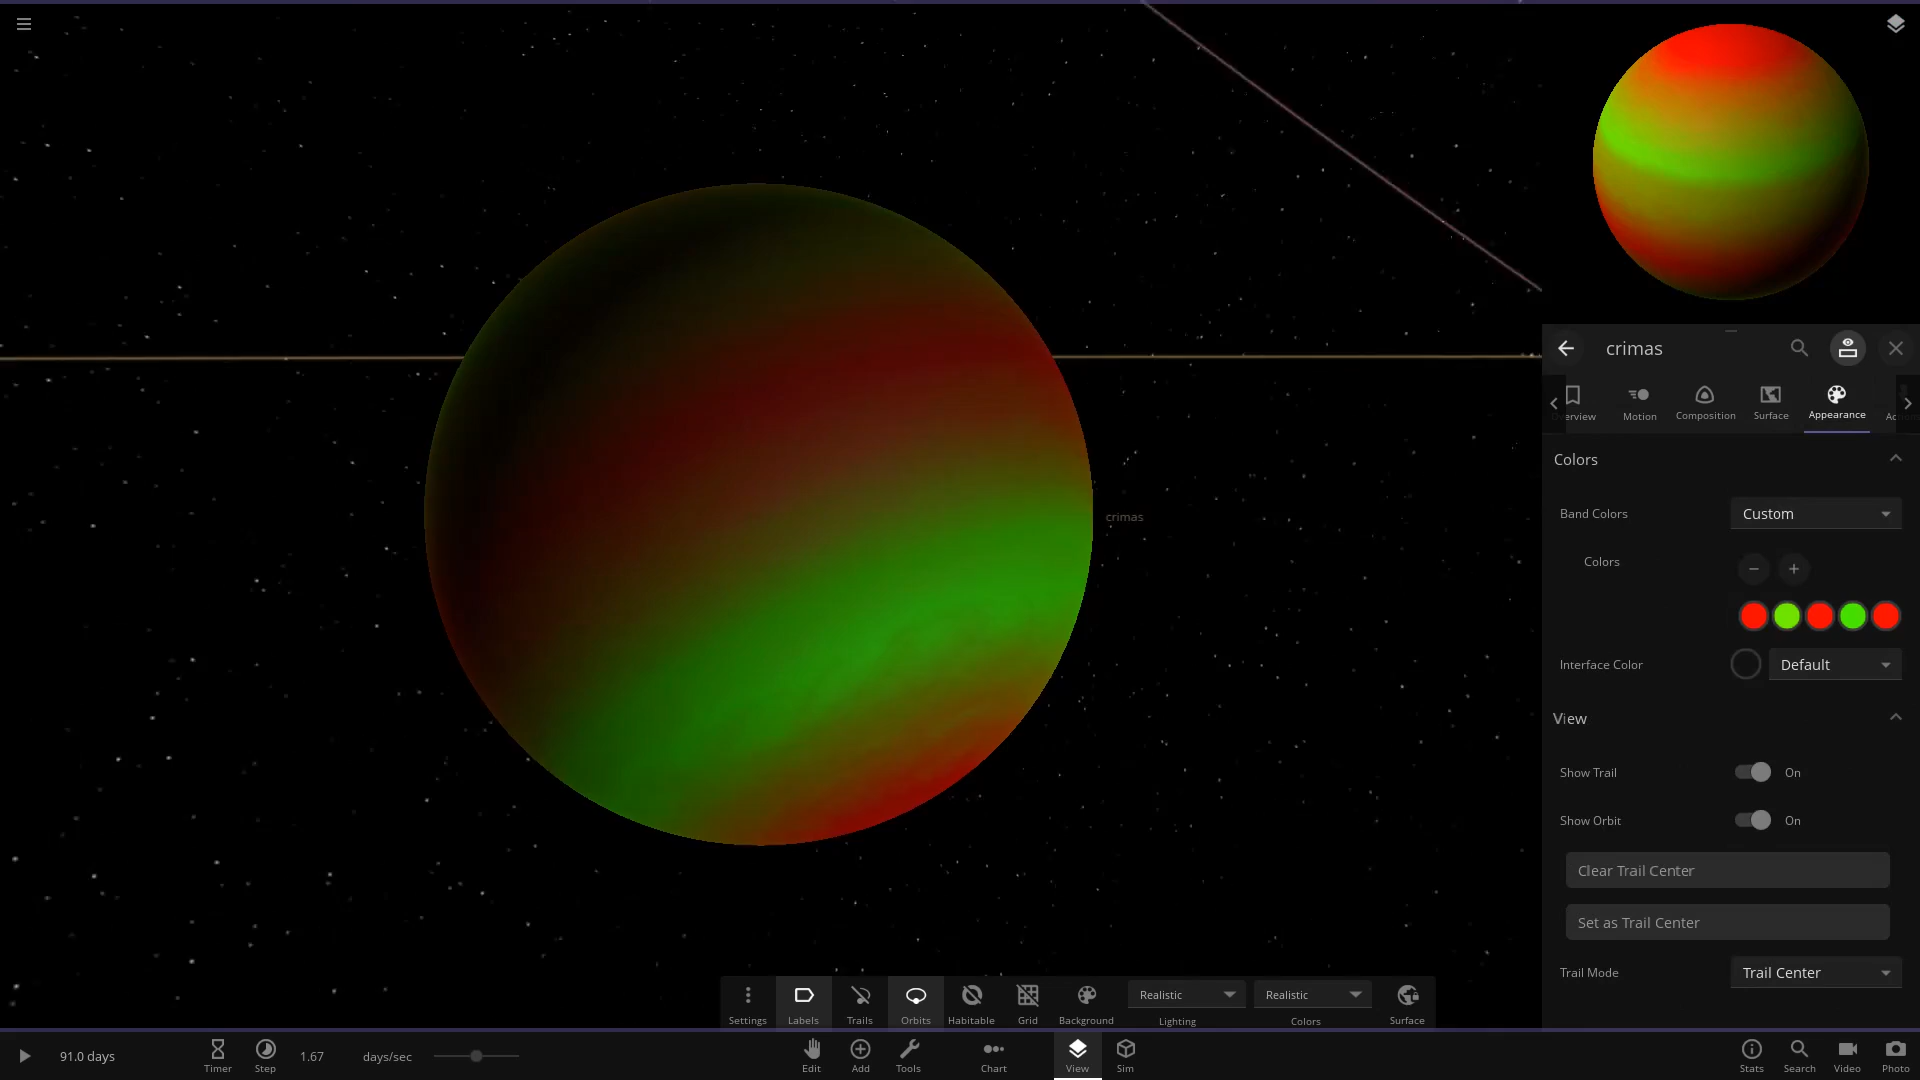 crimas
erview
Motion
Composition
Surface
Appearance
Colors
Band Colors
Custom
Colors
Interface Color
Default
View
Show Trail
On
Show Orbit
On
Clear Trail Center
Set as Trail Center
Trail Mode
Trail Center
crimas
Settings
Labels
Trails
Orbits
Habitable
Grid
Background
Realistic
Lighting
Realistic
Colors
Surface
91.0 days
Timer
Step
1.67
days/sec
Edit
Add
Tools
Chart
View
Sim
Stats
Search
Video
Photo